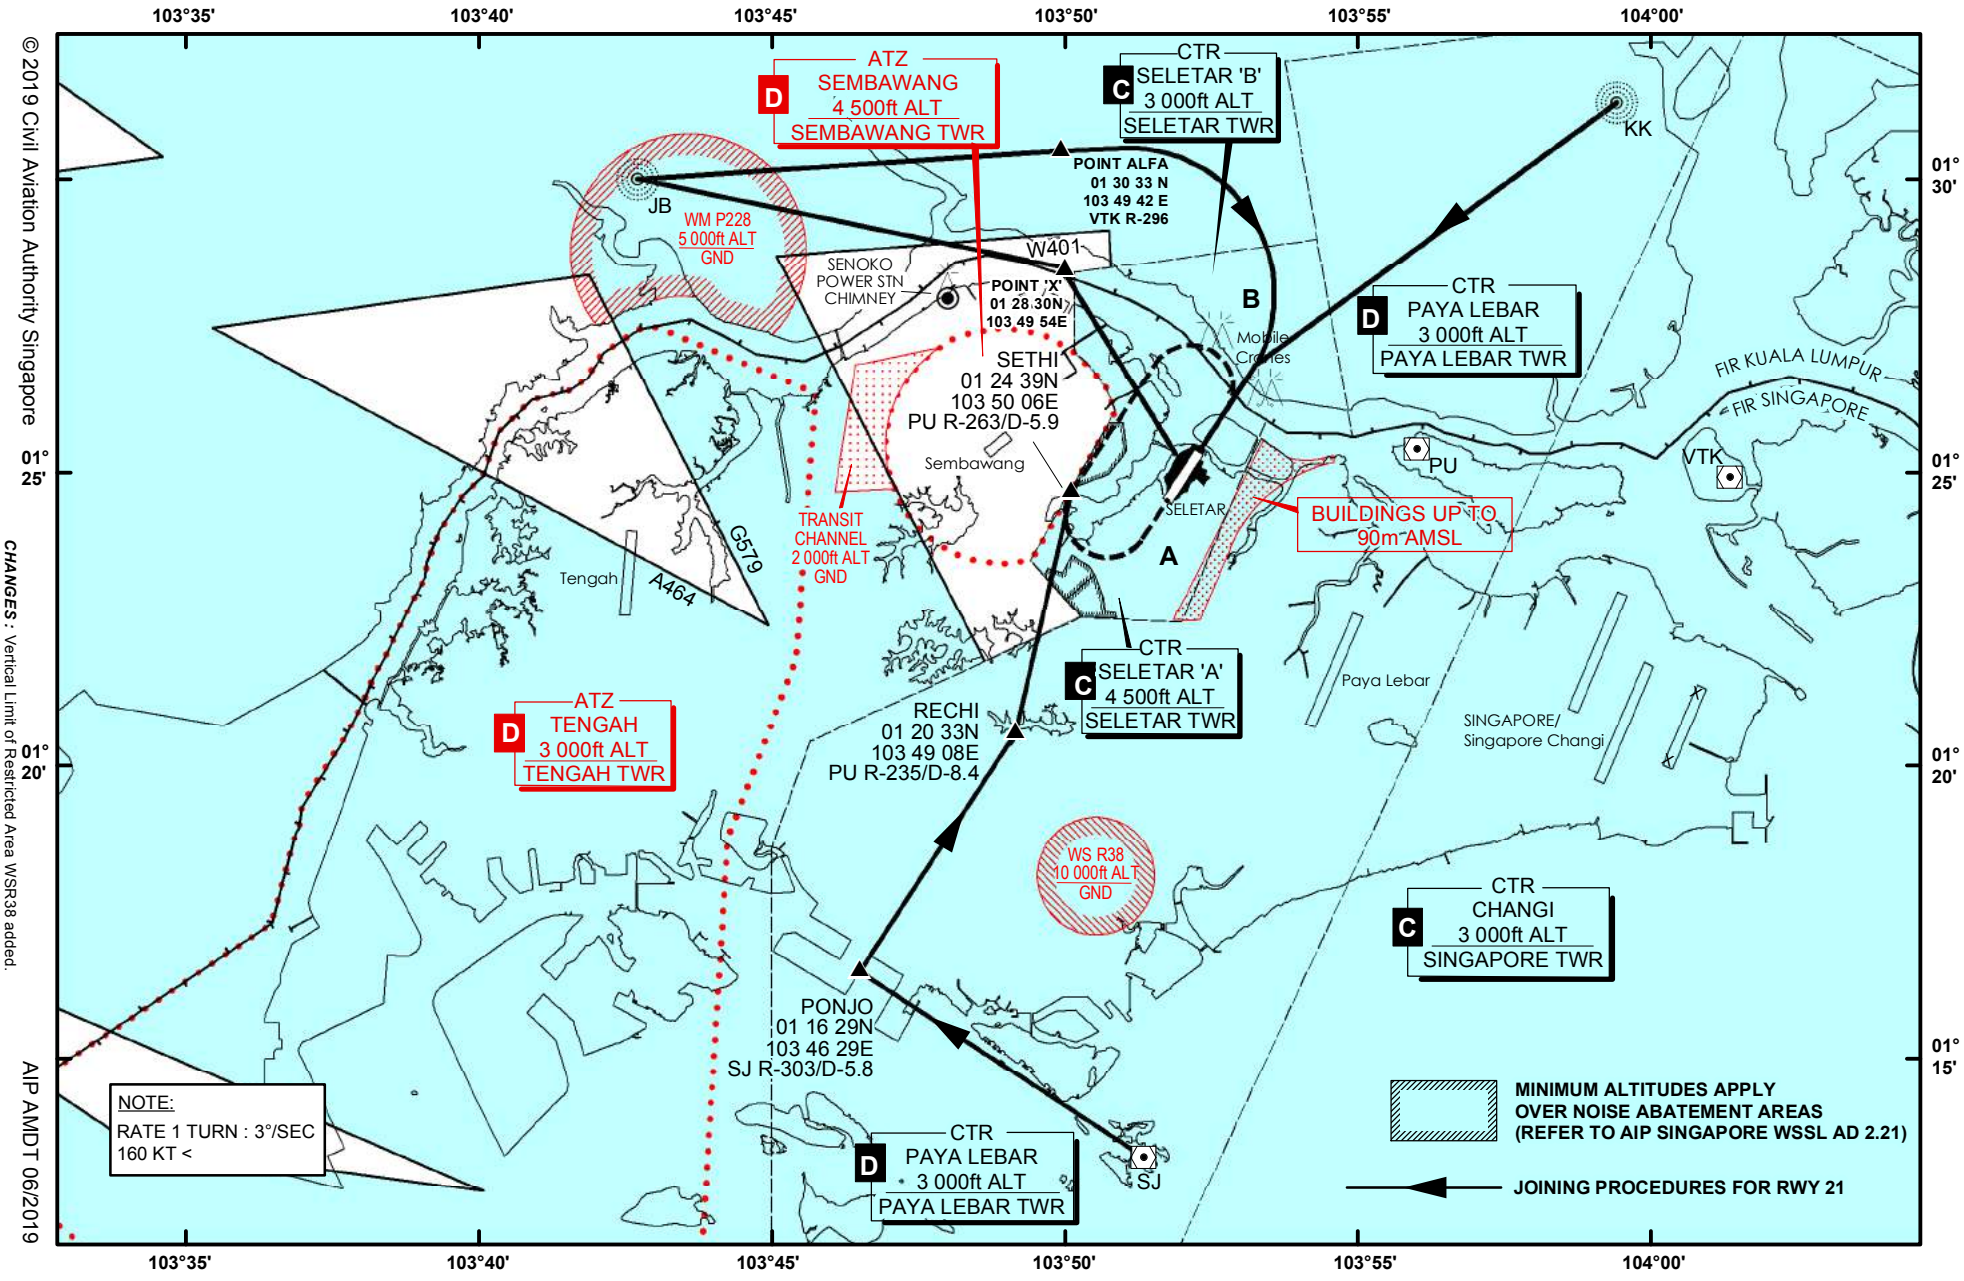 103°35'
103°40'
103°45'
103°50'
103°55'
104°00'
© 2019 Civil Aviation Authority Singapore
CHANGES : Vertical Limit of Restricted Area WSR38 added.
AIP AMDT 06/2019
ATZ
D
SEMBAWANG
4 500ft ALT
SEMBAWANG TWR
CTR
C
SELETAR 'B'
3 000ft ALT
SELETAR TWR
KK
01°
30'
JB
WM P228
5 000ft ALT
GND
POINT ALFA
01 30 33 N
103 49 42 E
VTK R-296
W401
SENOKO
POWER STN
CHIMNEY
POINT 'X'
01 28 30N
103 49 54E
B
Mobile
Cranes
CTR
D
PAYA LEBAR
3 000ft ALT
PAYA LEBAR TWR
FIR KUALA LUMPUR
FIR SINGAPORE
SETHI
01 24 39N
103 50 06E
PU R-263/D-5.9
Sembawang
PU
VTK
01°
25'
01°
25'
SELETAR
BUILDINGS UP TO
90m AMSL
TRANSIT
CHANNEL
2 000ft ALT
GND
G579
A464
Tengah
A
CTR
C
SELETAR 'A'
4 500ft ALT
SELETAR TWR
Paya Lebar
SINGAPORE/
Singapore Changi
X
X
ATZ
D
TENGAH
3 000ft ALT
TENGAH TWR
RECHI
01 20 33N
103 49 08E
PU R-235/D-8.4
01°
20'
01°
20'
WS R38
10 000ft ALT
GND
CTR
C
CHANGI
3 000ft ALT
SINGAPORE TWR
PONJO
01 16 29N
103 46 29E
SJ R-303/D-5.8
01°
15'
NOTE:
RATE 1 TURN : 3°/SEC
160 KT <
CTR
D
PAYA LEBAR
3 000ft ALT
PAYA LEBAR TWR
SJ
MINIMUM ALTITUDES APPLY
OVER NOISE ABATEMENT AREAS
(REFER TO AIP SINGAPORE WSSL AD 2.21)
JOINING PROCEDURES FOR RWY 21
103°35'
103°40'
103°45'
103°50'
103°55'
104°00'